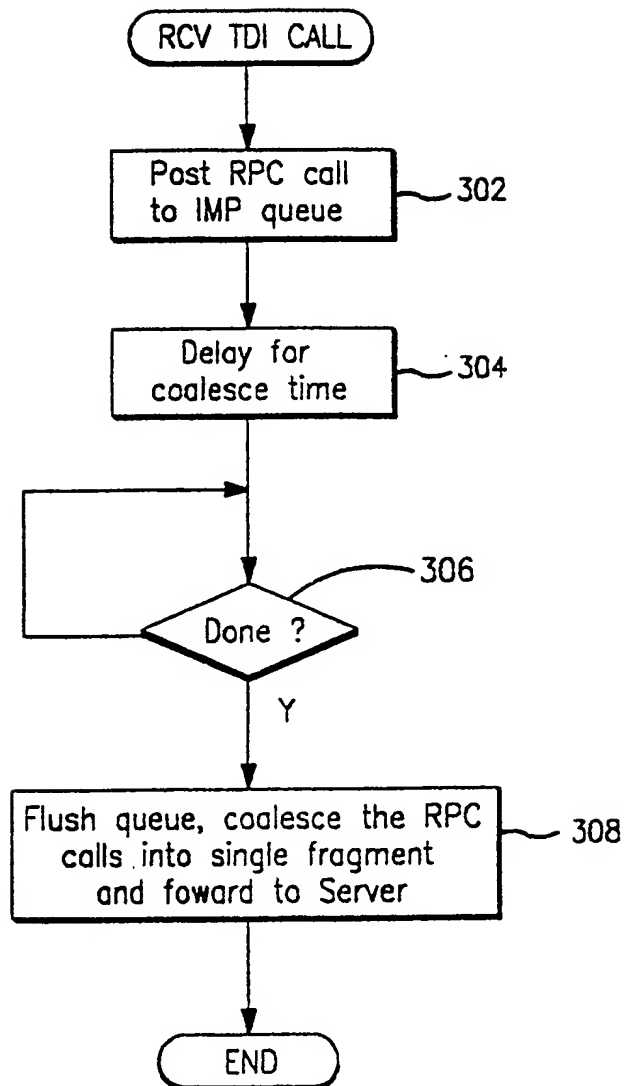 RCV TDI CALL
Post RPC call
to IMP queue
302
Delay for
coalesce time
304
306
Done ?
Y
Flush queue, coalesce the RPC
calls into single fragment
and foward to Server
308
END